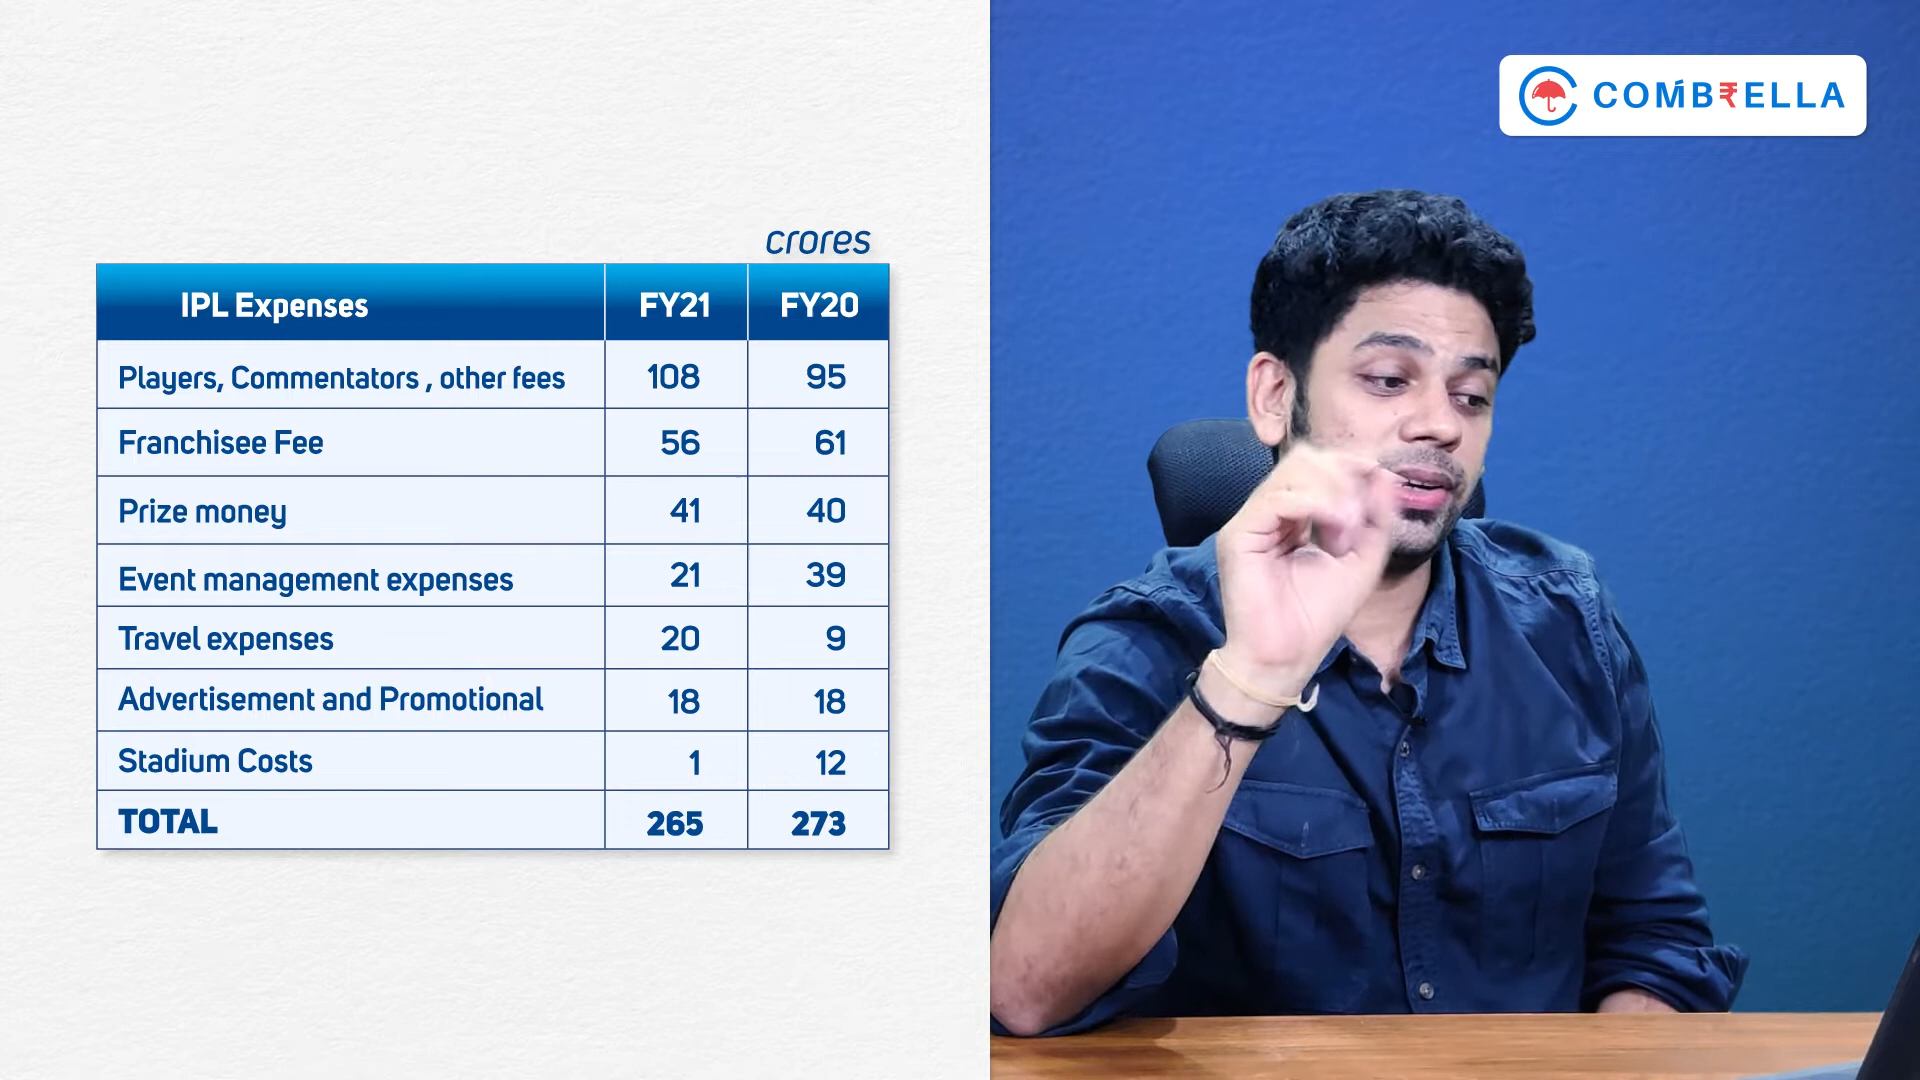 COMB₹ELLA
crores
IPL Expenses FY21 FY20
Players, Commentators , other fees 108 95
Franchisee Fee 56 61
Prize money 41 40
Event management expenses 21 39
Travel expenses 20 9
Advertisement and Promotional 18 18
Stadium Costs 1 12
TOTAL 265 273